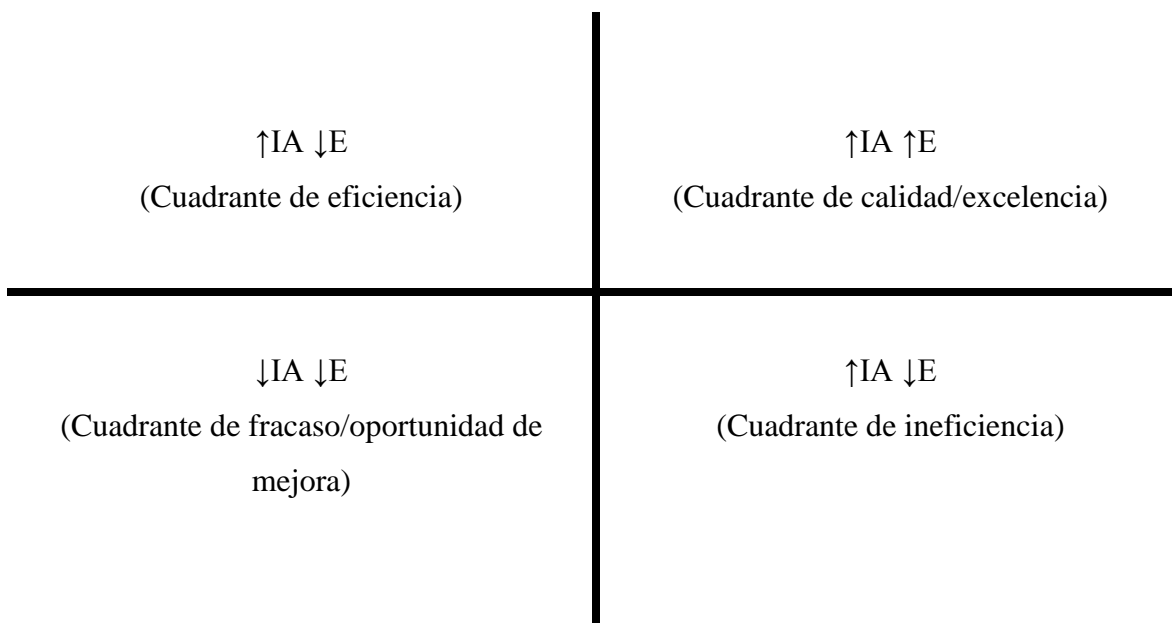 ↑IA ↓E
(Cuadrante de eficiencia)
↑IA ↑E
(Cuadrante de calidad/excelencia)
↓IA ↓E
(Cuadrante de fracaso/oportunidad de
mejora)
↑IA ↓E
(Cuadrante de ineficiencia)